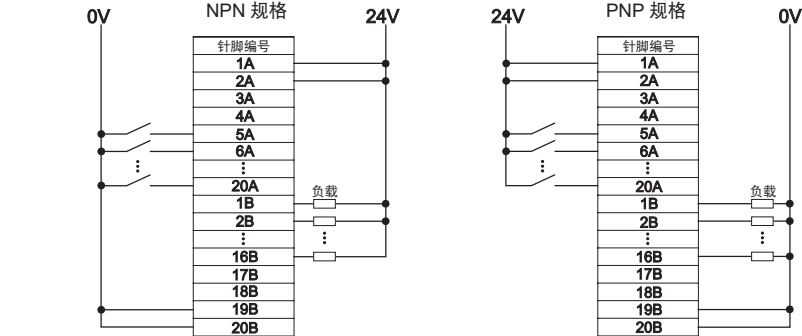 NPN 规格
0V
24V
针脚编号
1A
2A
3A
4A
5A
6A
20A
1B
2B
16B
17B
18B
19B
20B
负载
PNP 规格
24V
0V
针脚编号
1A
2A
3A
4A
5A
6A
20A
1B
2B
16B
17B
18B
19B
20B
负载